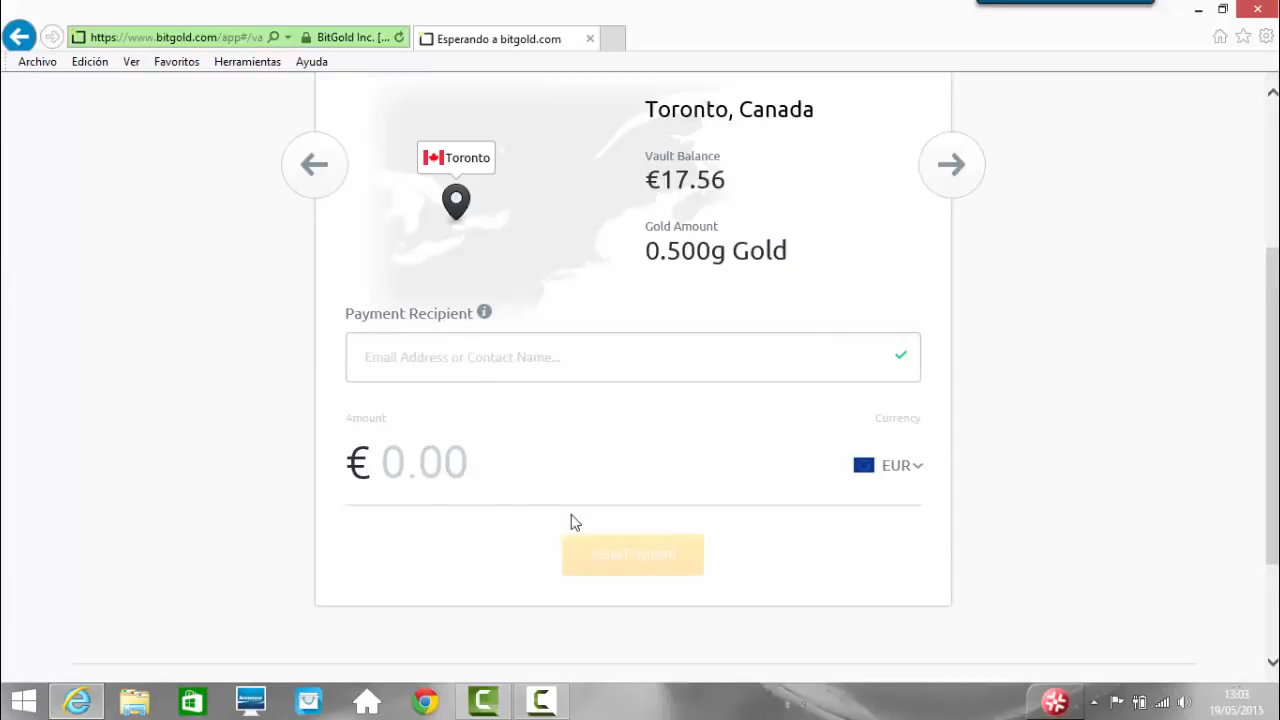 https://www.bitgold.com/app#/va
BitGold Inc. [...
Esperando a bitgold.com
Archivo Edición Ver Favoritos Herramientas Ayuda
Toronto, Canada
Toronto
Vault Balance
€17.56
Gold Amount
0.500g Gold
Payment Recipient
Email Address or Contact Name...
Amount
Currency
€ 0.00
EUR
Send Payment
13:03
19/05/2015